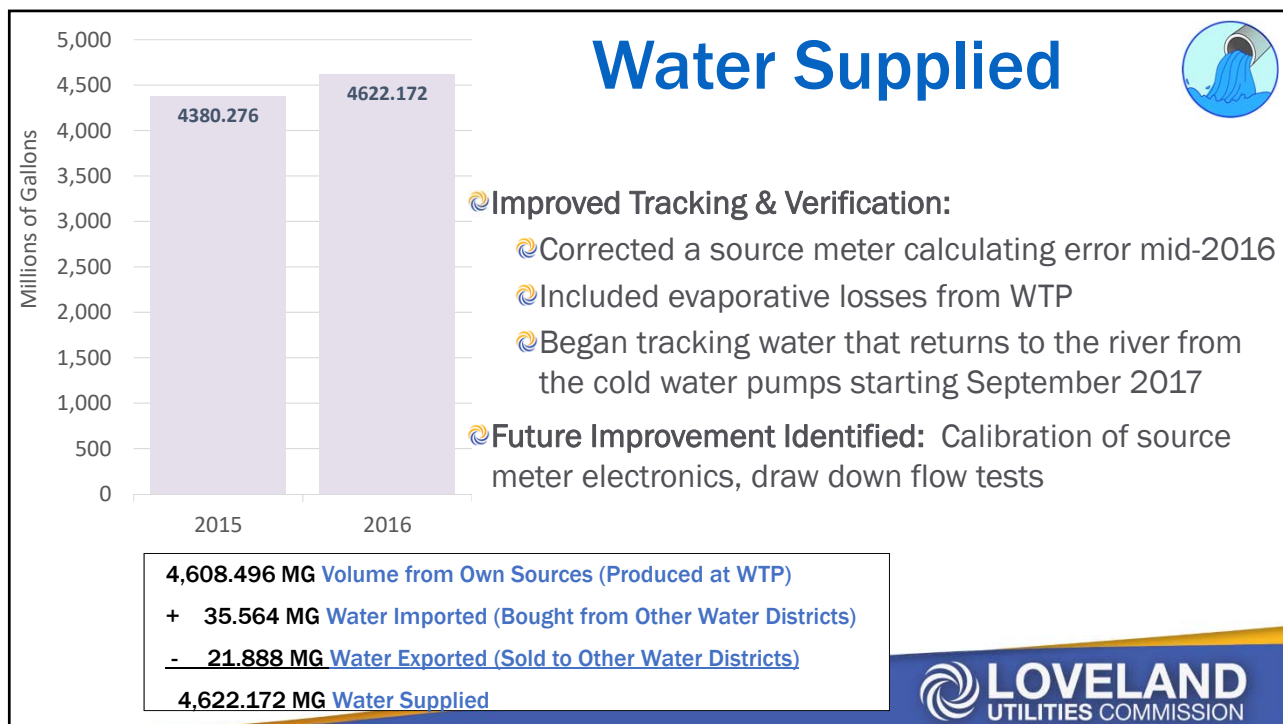 Water Supplied
5,000
4,500
4,000
3,500
3,000
2,500
2,000
1,500
1,000
500
0
Millions of Gallons
4380.276
4622.172
2015
2016
Improved Tracking & Verification:
Corrected a source meter calculating error mid-2016
Included evaporative losses from WTP
Began tracking water that returns to the river from
the cold water pumps starting September 2017
Future Improvement Identified: Calibration of source
meter electronics, draw down flow tests
4,608.496 MG Volume from Own Sources (Produced at WTP)
+ 35.564 MG Water Imported (Bought from Other Water Districts)
- 21.888 MG Water Exported (Sold to Other Water Districts)
4,622.172 MG Water Supplied
LOVELAND
UTILITIES COMMISSION